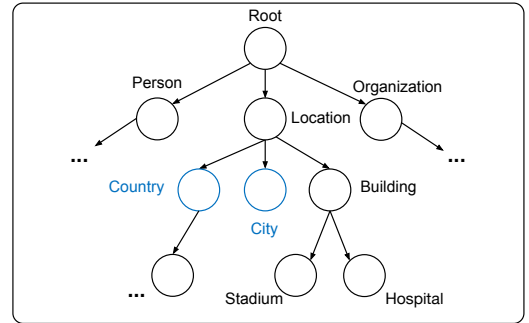 Root
Person
Organization
Location
...
...
Country
Building
City
...
Stadium
Hospital